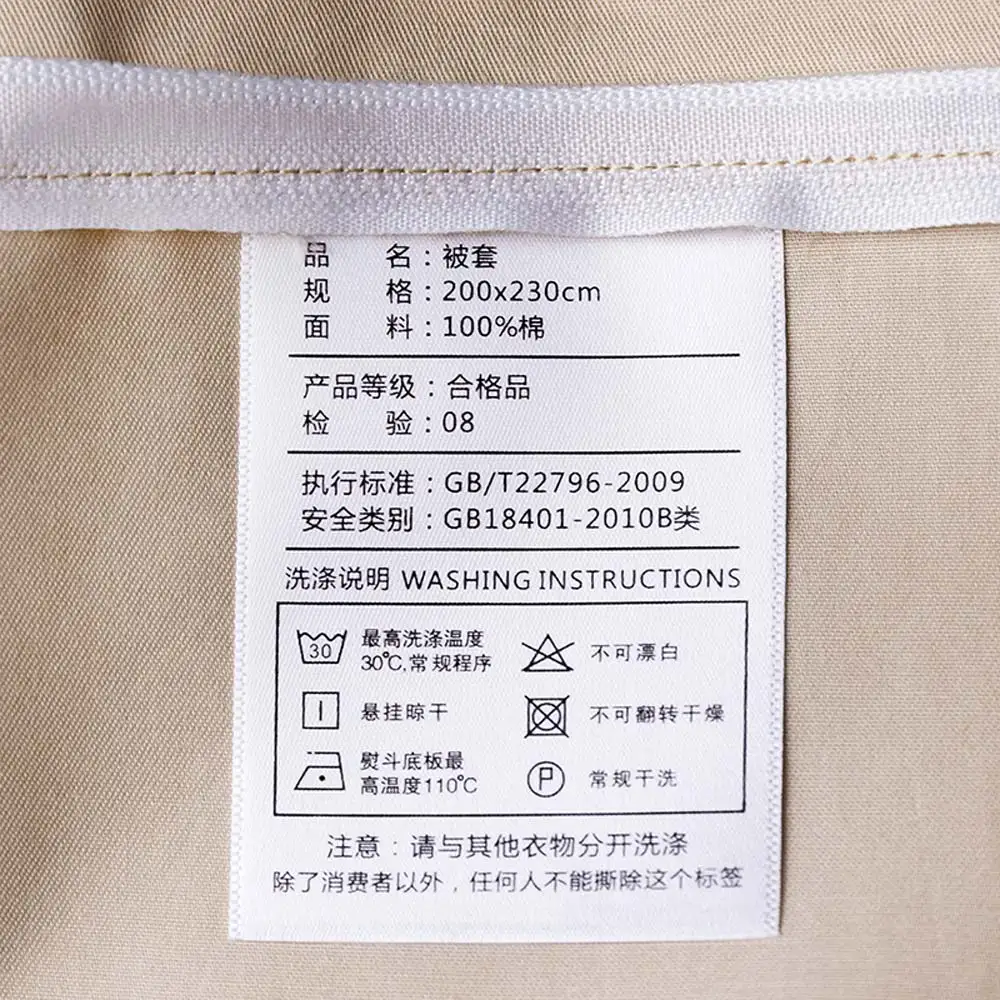 品 名：被套
规 格：200x230cm
面 料：100%棉
产品等级：合格品
检 验：08
执行标准：GB/T22796-2009
安全类别：GB18401-2010B类
洗涤说明 WASHING INSTRUCTIONS
30 最高洗涤温度
30℃,常规程序
不可漂白
悬挂晾干
不可翻转干燥
熨斗底板最
高温度110℃
P 常规干洗
注意：请与其他衣物分开洗涤
除了消费者以外，任何人不能撕除这个标签